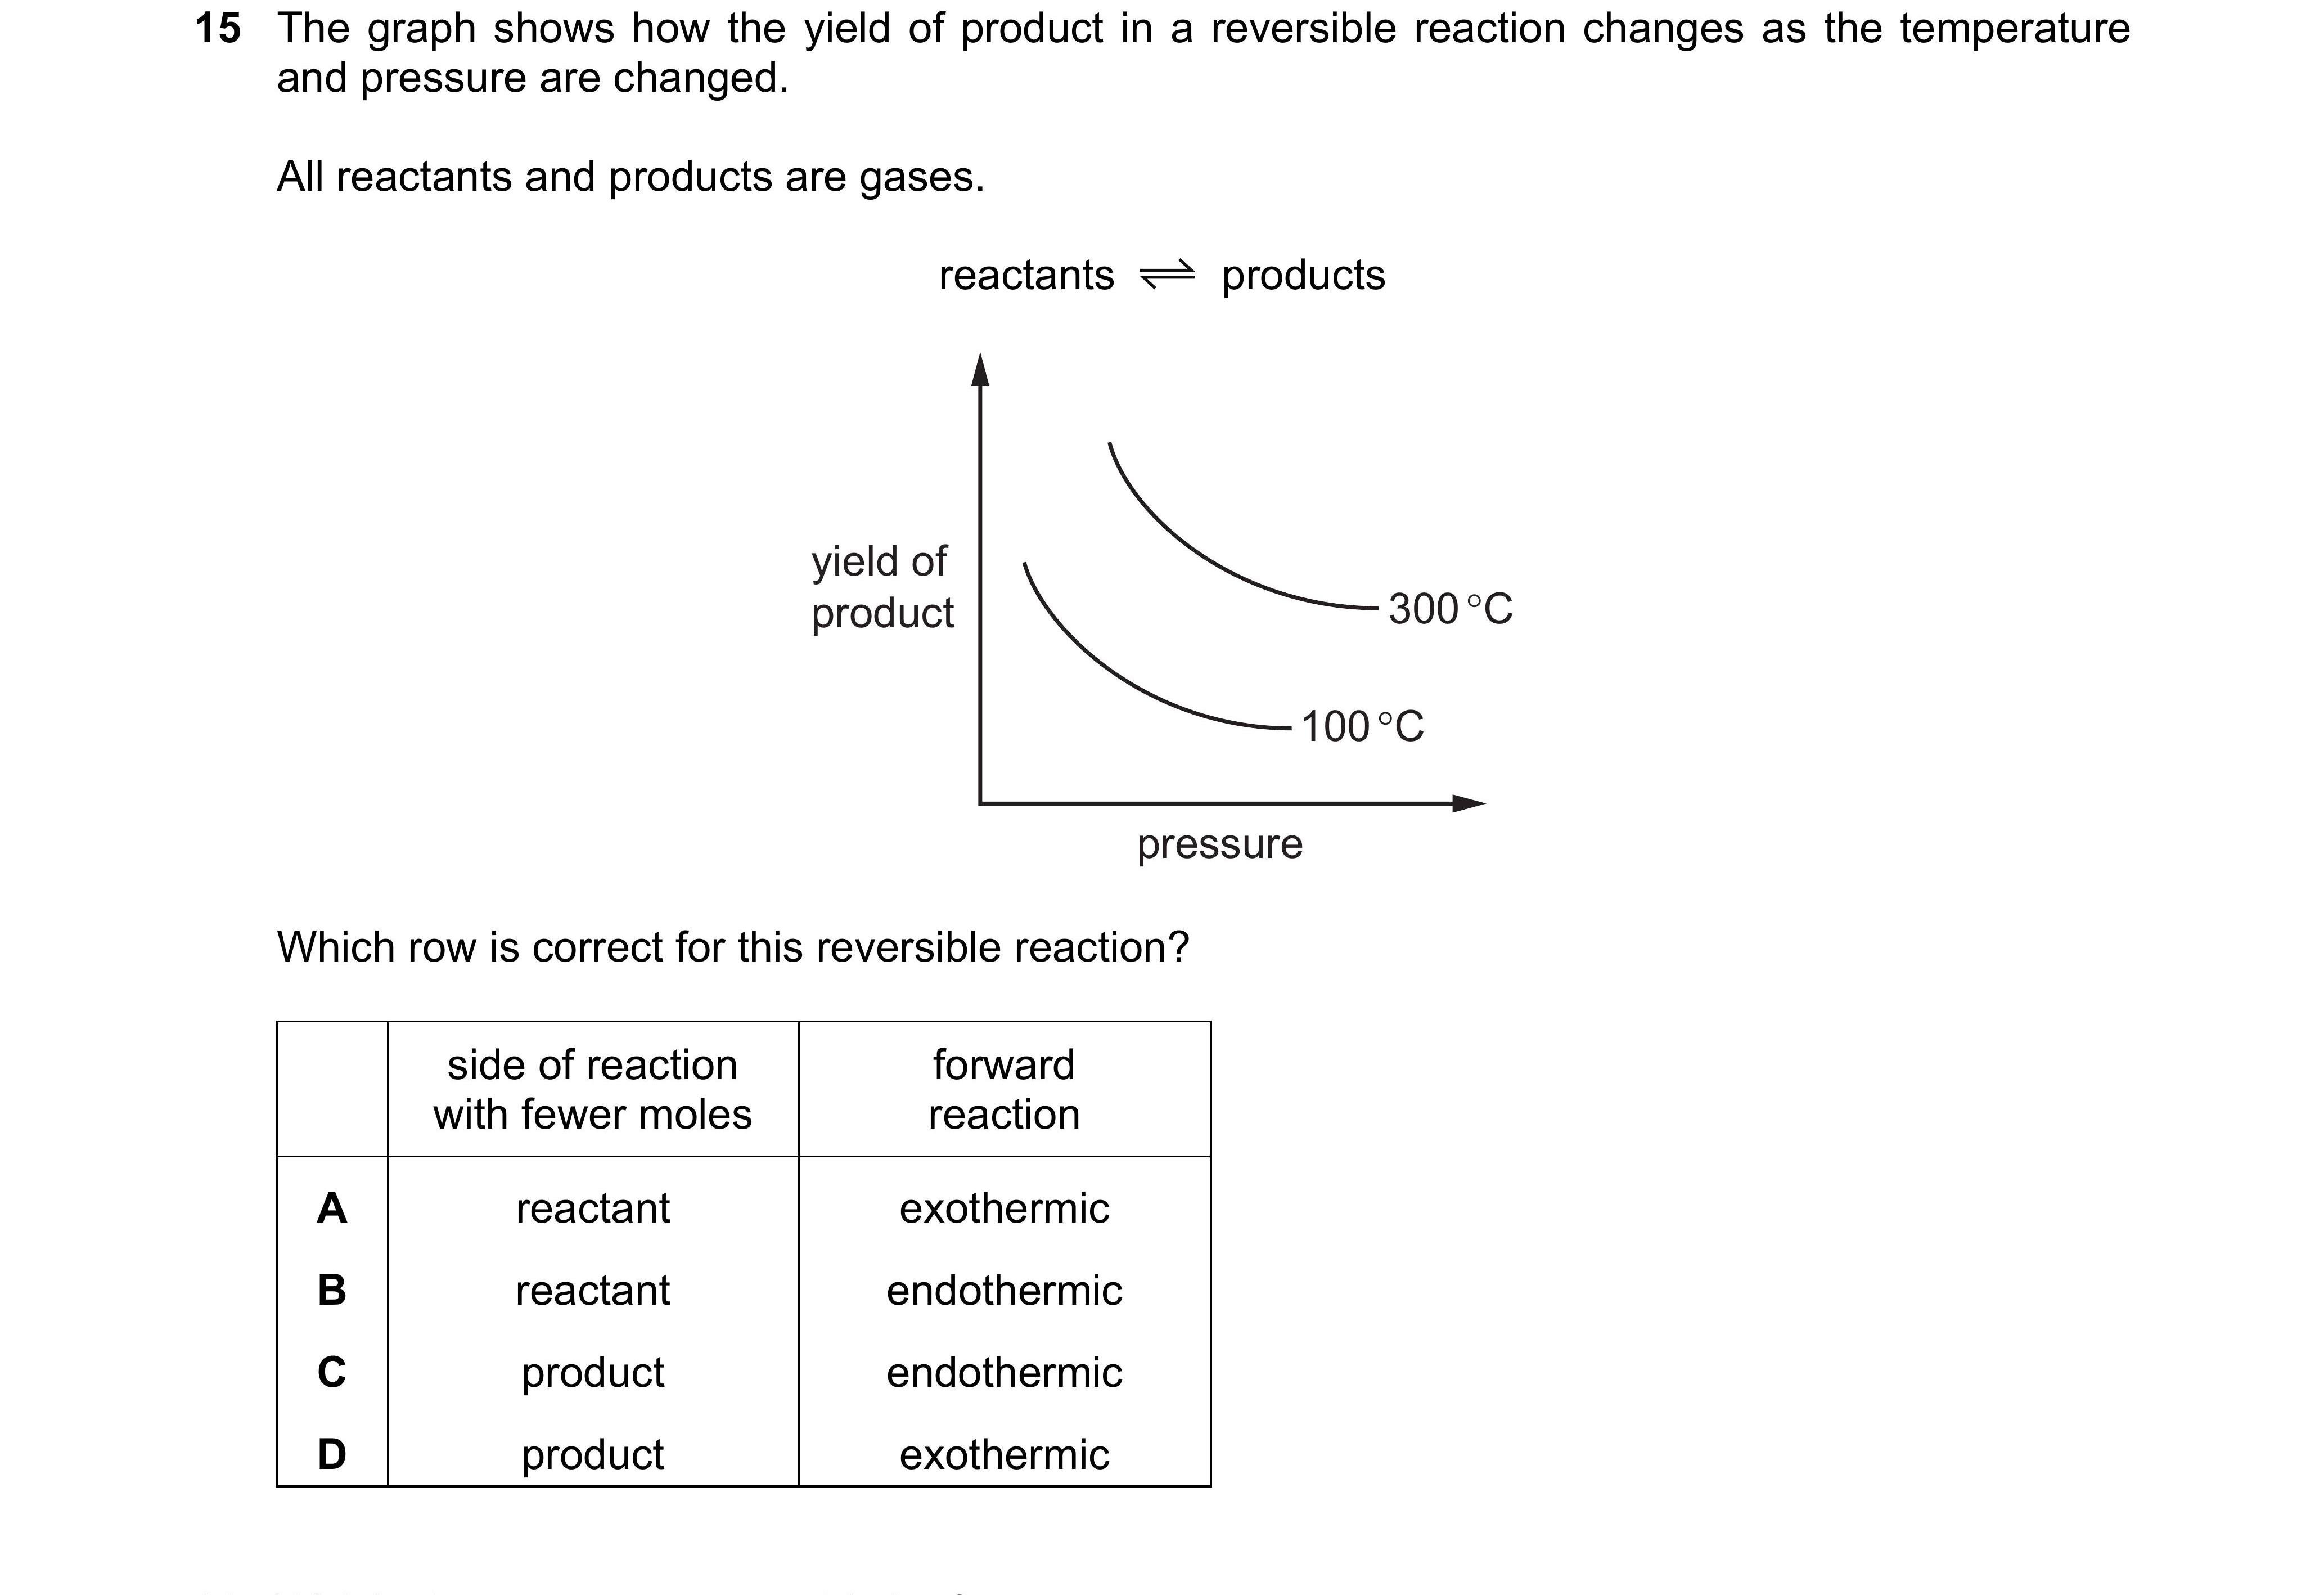 15 The graph shows how the yield of product in a reversible reaction changes as the temperature
and pressure are changed.
All reactants and products are gases.
reactants ⇌ products
yield of
product
300 °C
100 °C
pressure
Which row is correct for this reversible reaction?
side of reaction forward
with fewer moles reaction
A reactant exothermic
B reactant endothermic
C product endothermic
D product exothermic